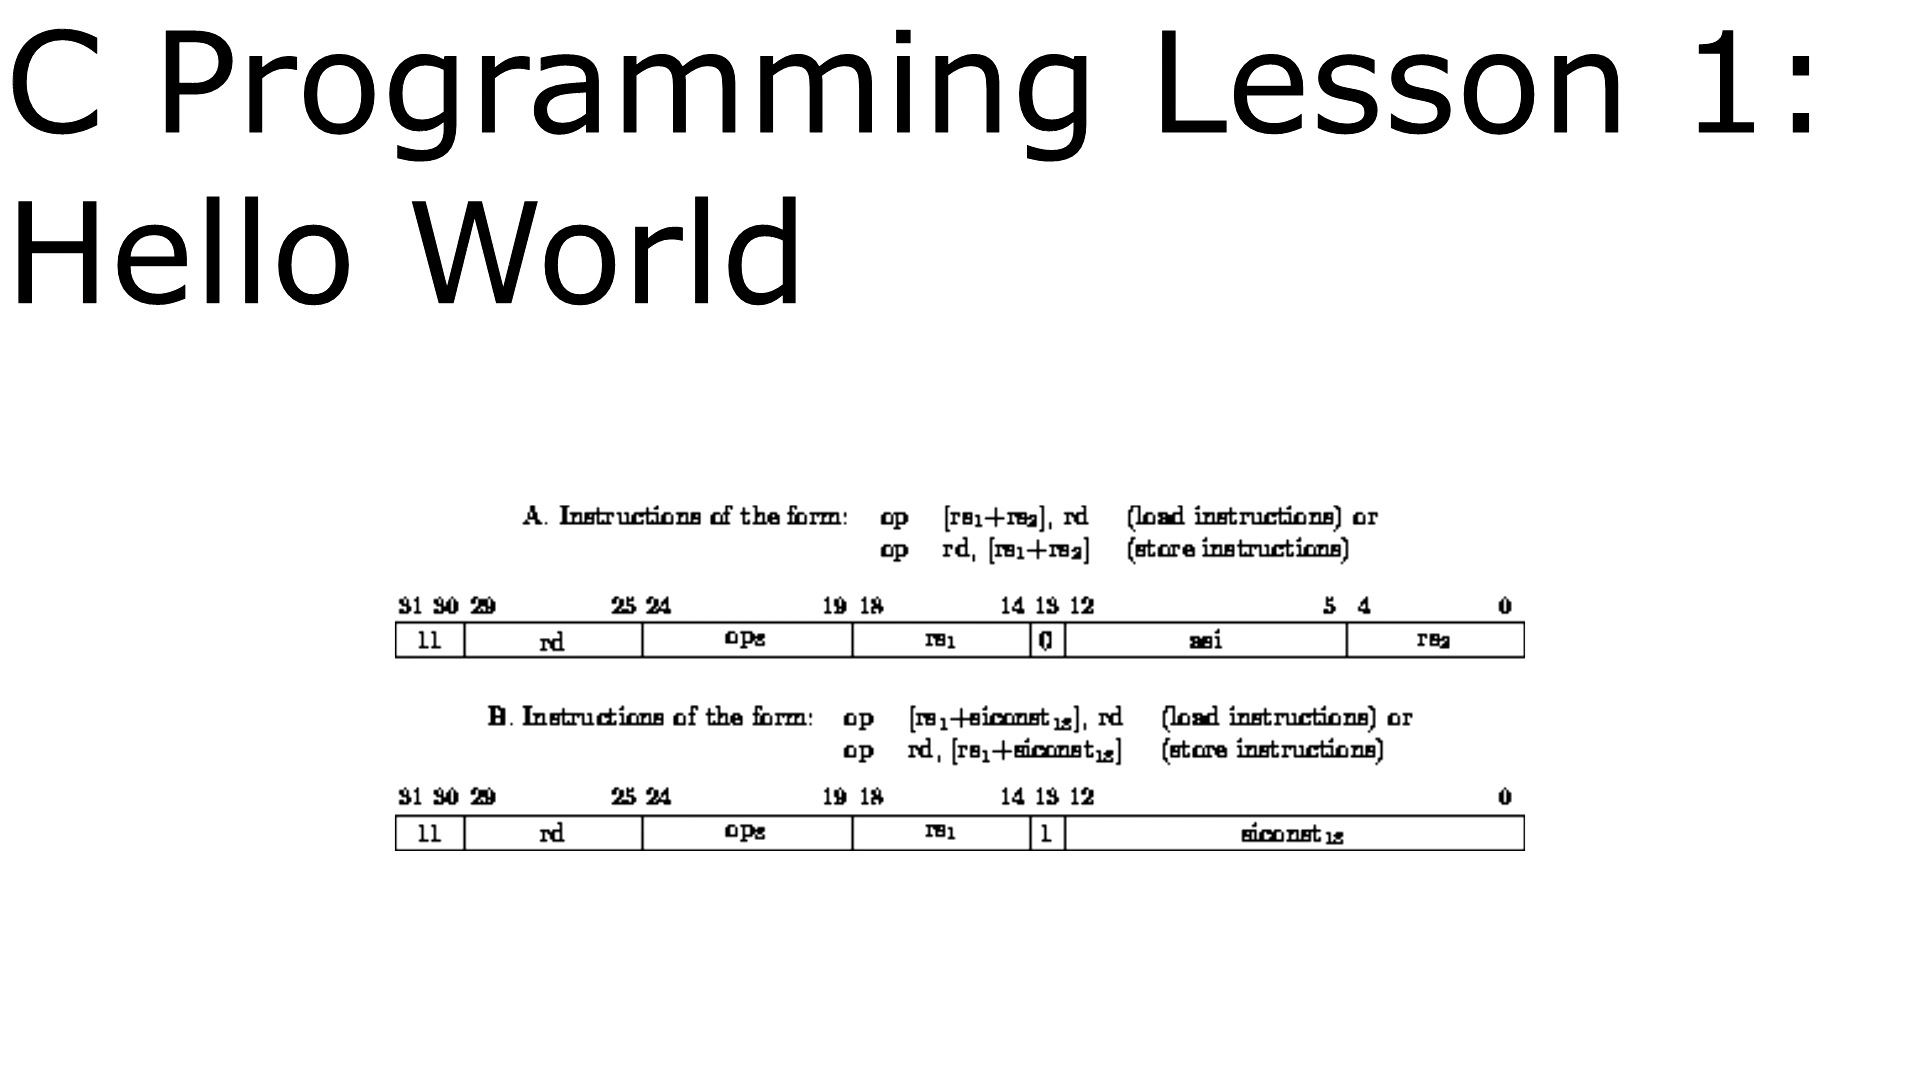 C Programming Lesson 1:
Hello World
A. Instructions of the form: op [rs1+rs2], rd (load instructions) or
op rd, [rs1+rs2] (store instructions)
31 30 29 25 24 19 18 14 13 12 5 4 0
11 rd op3 rs1 0 asi rs2
B. Instructions of the form: op [rs1+siconst13], rd (load instructions) or
op rd, [rs1+siconst13] (store instructions)
31 30 29 25 24 19 18 14 13 12 0
11 rd op3 rs1 1 siconst13